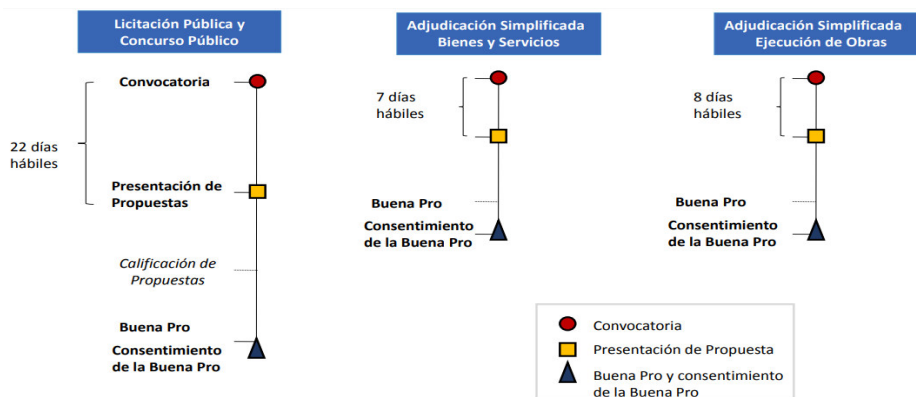 Licitación Pública y
Concurso Público
Convocatoria
22 días
hábiles
Presentación de
Propuestas
Calificación de
Propuestas
Buena Pro
Consentimiento
de la Buena Pro
Adjudicación Simplificada
Bienes y Servicios
7 días
hábiles
Buena Pro
Consentimiento
de la Buena Pro
Adjudicación Simplificada
Ejecución de Obras
8 días
hábiles
Buena Pro
Consentimiento
de la Buena Pro
Convocatoria
Presentación de Propuesta
Buena Pro y consentimiento
de la Buena Pro